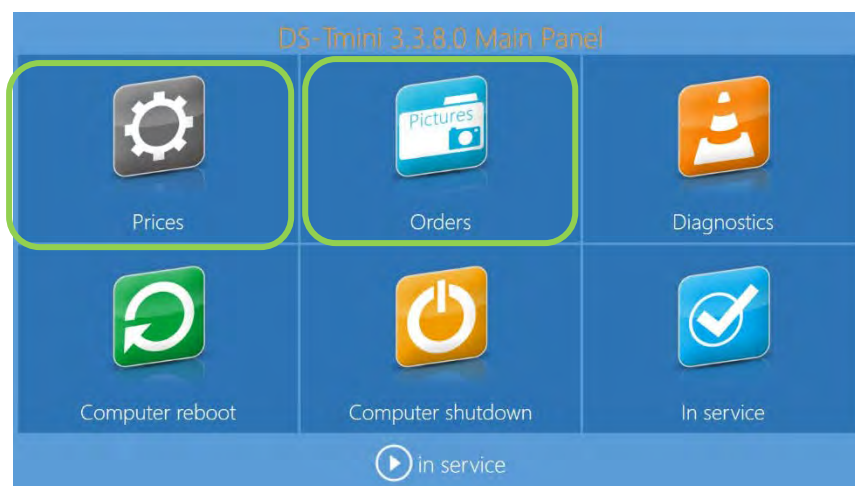 DS-Tmini 3.3.8.0 Main Panel
Pictures
Prices
Orders
Diagnostics
Computer reboot
Computer shutdown
In service
in service